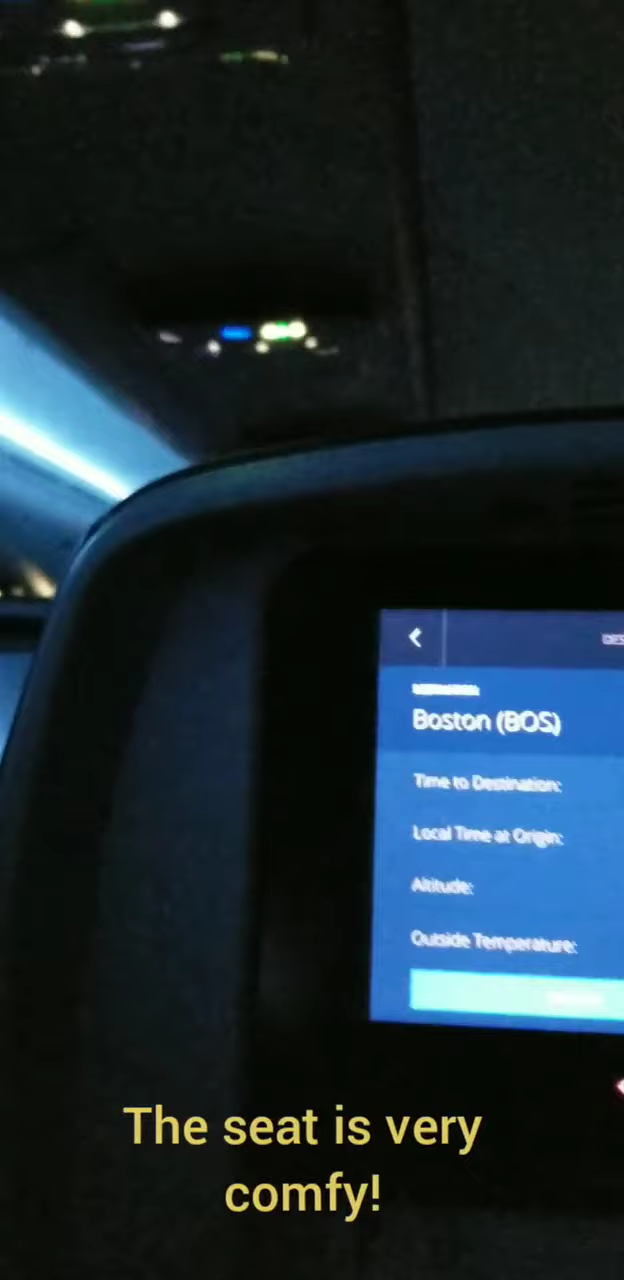 Boston (BOS)
Time to Destination:
Local Time at Origin:
Altitude:
Outside Temperature:
The seat is very
comfy!